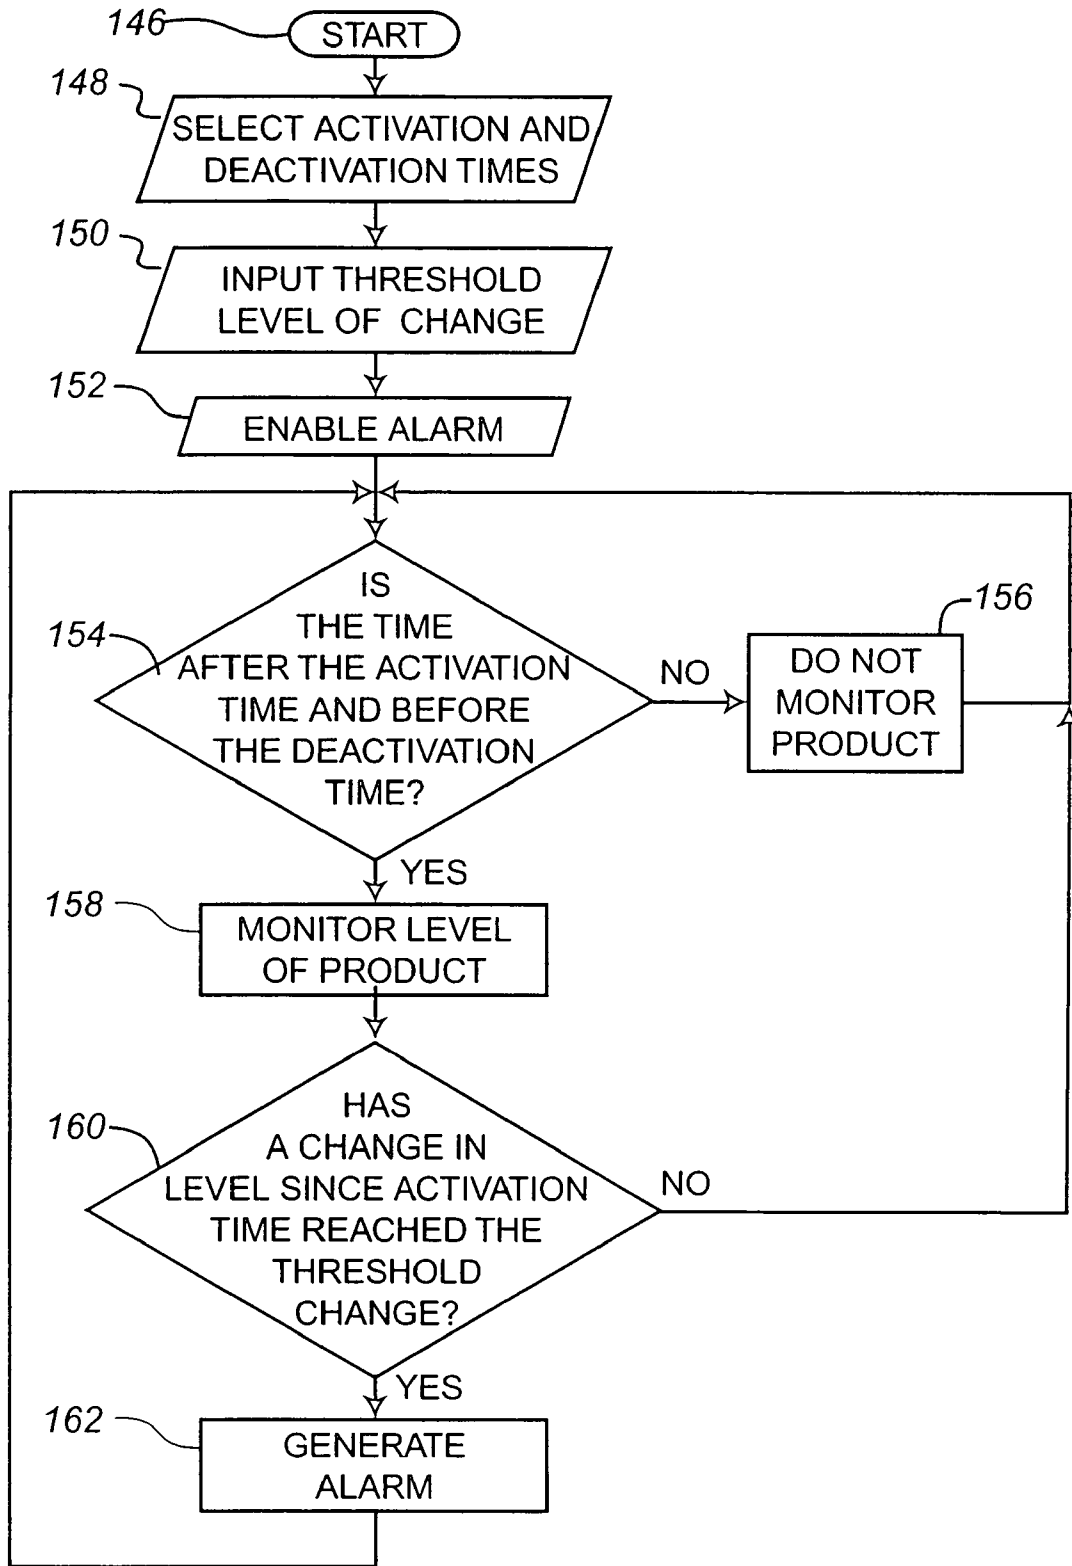 146
START
148
SELECT ACTIVATION AND
DEACTIVATION TIMES
150
INPUT THRESHOLD
LEVEL OF CHANGE
152
ENABLE ALARM
154
IS
THE TIME
AFTER THE ACTIVATION
TIME AND BEFORE
THE DEACTIVATION
TIME?
NO
156
DO NOT
MONITOR
PRODUCT
YES
158
MONITOR LEVEL
OF PRODUCT
160
HAS
A CHANGE IN
LEVEL SINCE ACTIVATION
TIME REACHED THE
THRESHOLD
CHANGE?
NO
YES
162
GENERATE
ALARM